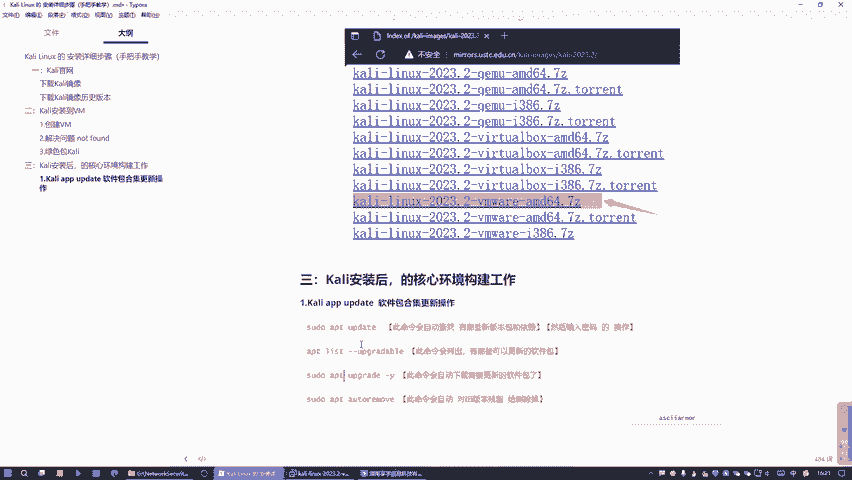 Kali Linux 的 安装详细步骤（手把手教学）.md - Typora
文件(F) 编辑(E) 段落(P) 格式(O) 视图(V) 主题(T) 帮助(H)
文件 大纲
Kali Linux 的 安装详细步骤（手把手教学）
一：Kali官网
下载Kali镜像
下载Kali镜像历史版本
二：Kali安装到VM
1.创建VM
2.解决问题 not found
3.绿色包Kali
三：Kali安装后，的核心环境构建工作
1.Kali app update 软件包合集更新操作
Index of /kali-images/kali-2023.
不安全 mirrors.ustc.edu.cn/kali-images/kali-2023.2/
kali-linux-2023.2-qemu-amd64.7z
kali-linux-2023.2-qemu-amd64.7z.torrent
kali-linux-2023.2-qemu-i386.7z
kali-linux-2023.2-qemu-i386.7z.torrent
kali-linux-2023.2-virtualbox-amd64.7z
kali-linux-2023.2-virtualbox-amd64.7z.torrent
kali-linux-2023.2-virtualbox-i386.7z
kali-linux-2023.2-virtualbox-i386.7z.torrent
kali-linux-2023.2-vmware-amd64.7z
kali-linux-2023.2-vmware-amd64.7z.torrent
kali-linux-2023.2-vmware-i386.7z
三：Kali安装后，的核心环境构建工作
1.Kali app update 软件包合集更新操作
sudo apt update 【此命令会自动查找 有哪些新版本包和依赖】【然后输入密码 的 操作】
apt list --upgradable 【此命令会列出，有哪些可以更新的软件包】
sudo apt upgrade -y 【此命令会自动下载需要更新的软件包了】
sudo apt autoremove 【此命令会自动 对旧版本残留 给删除掉】
asciiarmor
484 词
Kali Linux 的 安装详
kali-linux-2023.2-v
中
16:21